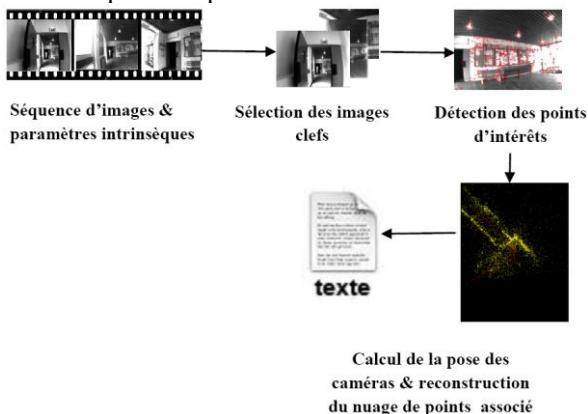 Séquence d'images &
paramètres intrinsèques
Sélection des images
clefs
Détection des points
d'intérêts
texte
Calcul de la pose des
caméras & reconstruction
du nuage de points associé